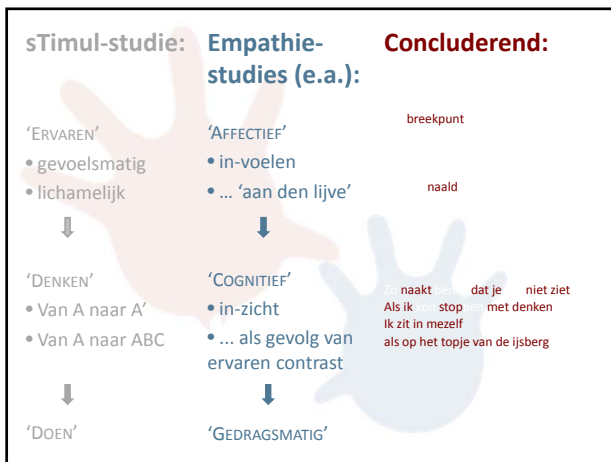 sTimul-studie:
'ERVAREN'
• gevoelsmatig
• lichamelijk
'DENKEN'
• Van A naar A'
• Van A naar ABC
'DOEN'
Empathie-
studies (e.a.):
'AFFECTIEF'
• in-voelen
• ... 'aan den lijve'
'COGNITIEF'
• in-zicht
• ... als gevolg van
ervaren contrast
'GEDRAGSMATIG'
Concluderend:
breekpunt
naald
Zo naakt dat je niet ziet
Als ik stop met denken
Ik zit in mezelf
als op het topje van de ijsberg